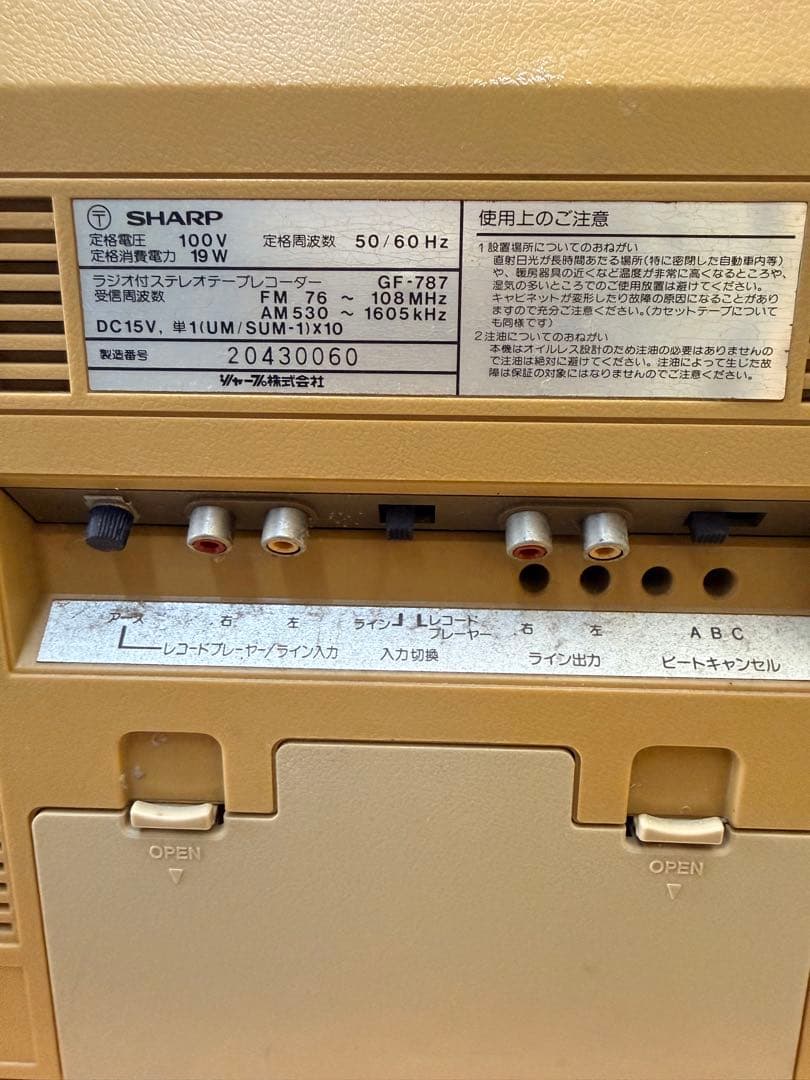 〒 SHARP
定格電圧 100V 定格周波数 50/60 Hz
定格消費電力 19W
ラジオ付ステレオテープレコーダー GF-787
受信周波数 FM 76 ~ 108MHz
AM 530 ~ 1605kHz
DC15V, 単1(UM/SUM-1)X10
製造番号 20430060
シャープ株式会社
使用上のご注意
1 設置場所についてのおねがい
直射日光が長時間あたる場所(特に密閉した自動車内等)
や、暖房器具の近くなど温度が非常に高くなるところや、
湿気の多いところでのご使用放置は避けてください。
キャビネットが変形したり故障の原因になることがあり
ますので充分ご注意ください。(カセットテープについて
も同様です)
2 注油についてのおねがい
本機はオイルレス設計のため注油の必要はありませんの
で注油は絶対に避けてください。注油によって生じた故
障は保証の対象にはなりませんのでご注意ください。
アース 右 左 ライン レコードプレーヤー 右 左 A B C
レコードプレーヤー/ライン入力 入力切換 ライン出力 ビートキャンセル
OPEN
OPEN